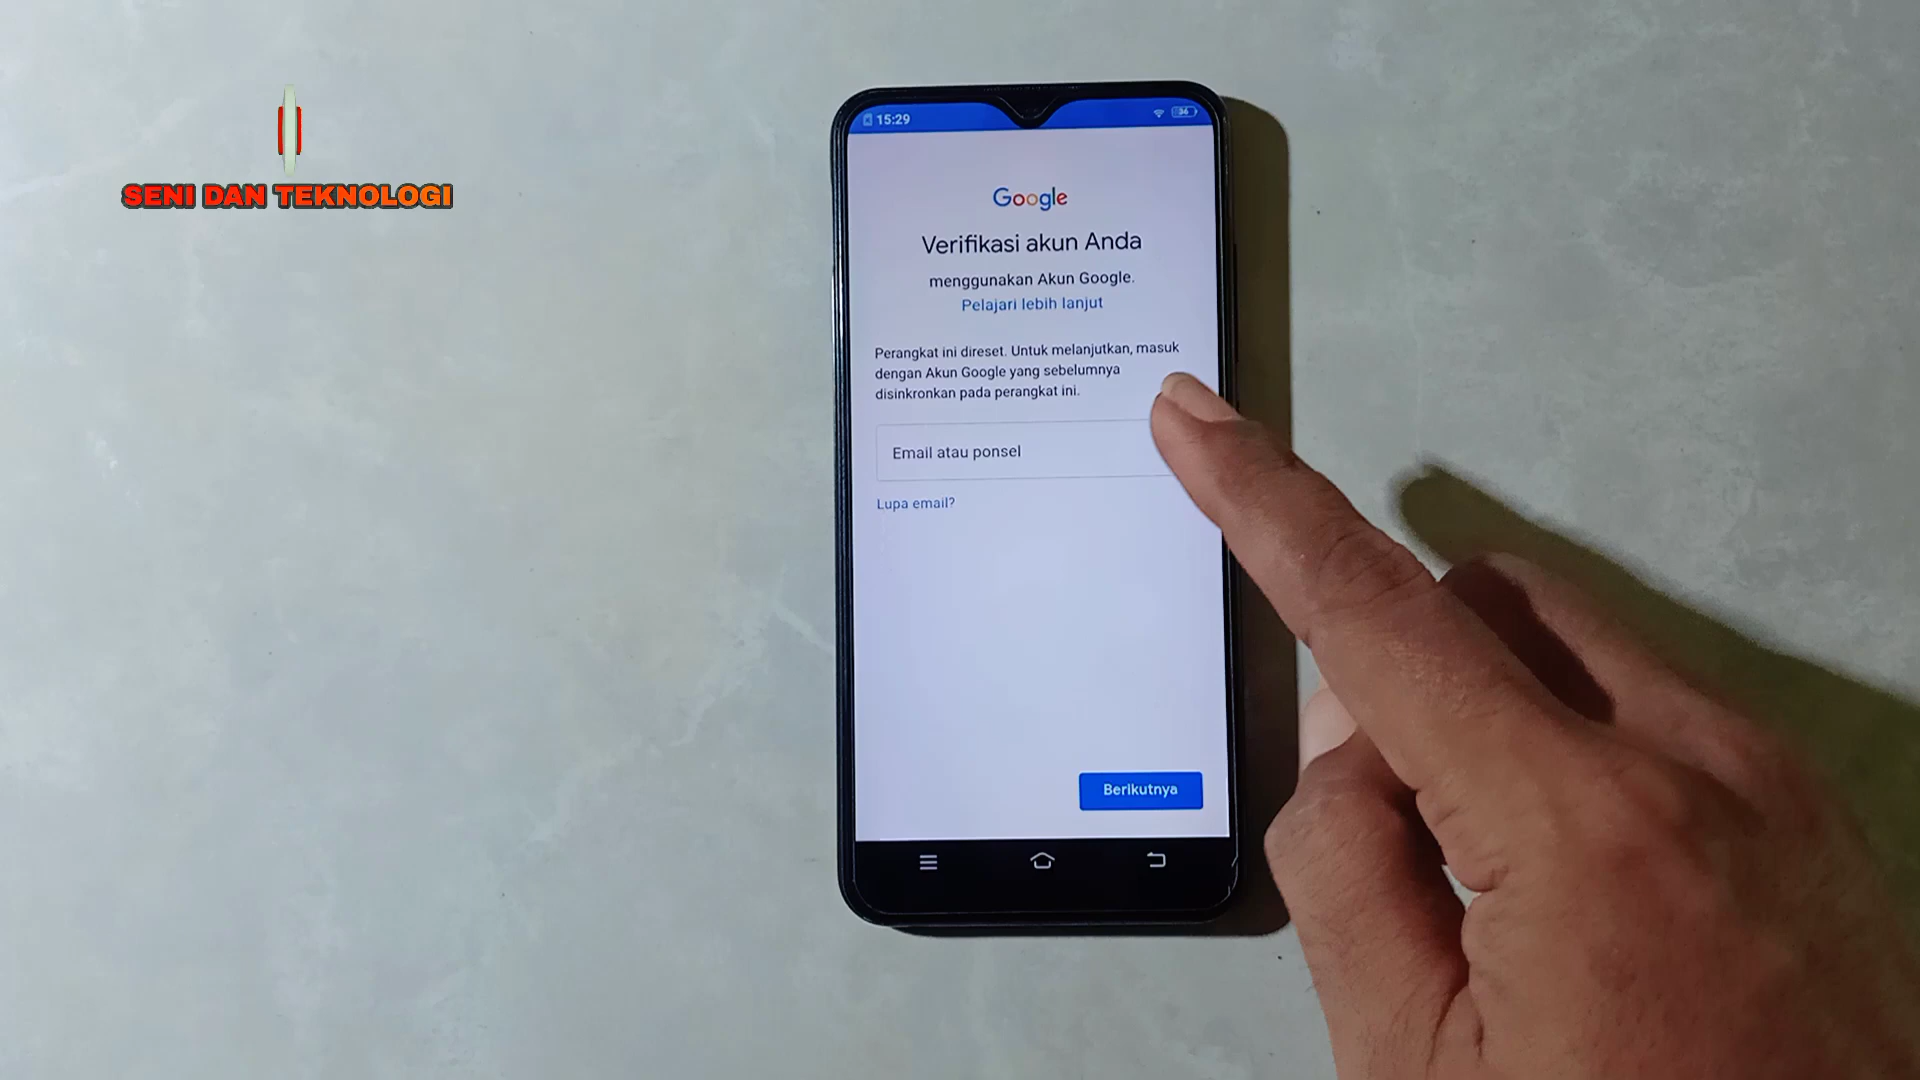 SENI DAN TEKNOLOGI
15:29
36
Google
Verifikasi akun Anda
menggunakan Akun Google.
Pelajari lebih lanjut
Perangkat ini direset. Untuk melanjutkan, masuk
dengan Akun Google yang sebelumnya
disinkronkan pada perangkat ini.
Email atau ponsel
Lupa email?
Berikutnya